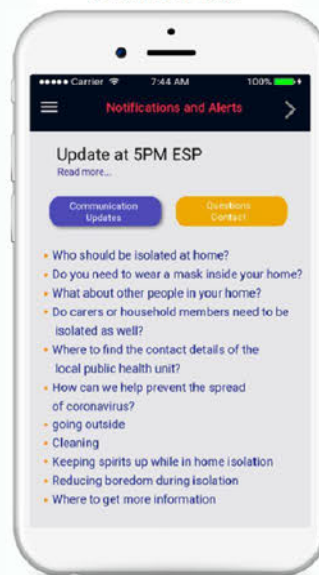 Carrier 7:44 AM 100%
Notifications and Alerts
Update at 5PM ESP
Read more...
Communication
Updates
Questions
Contact
• Who should be isolated at home?
• Do you need to wear a mask inside your home?
• What about other people in your home?
• Do carers or household members need to be
isolated as well?
• Where to find the contact details of the
local public health unit?
• How can we help prevent the spread
of coronavirus?
• going outside
• Cleaning
• Keeping spirits up while in home isolation
• Reducing boredom during isolation
• Where to get more information